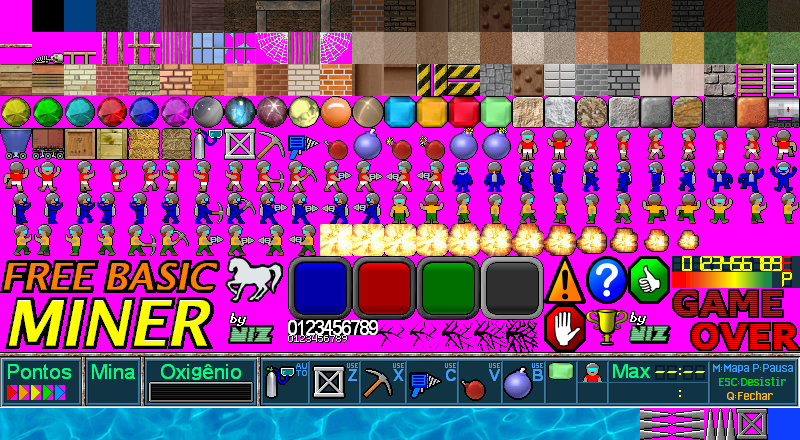 FREE BASIC
MINER
by
NIZ
0123456789
0123456789
by
NIZ
P
GAME
OVER
Pontos
Mina
Oxigênio
AUTO
USE
Z
USE
X
USE
C
USE
V
USE
B
Max --:--
:
M:Mapa P:Pausa
ESC:Desistir
Q:Fechar